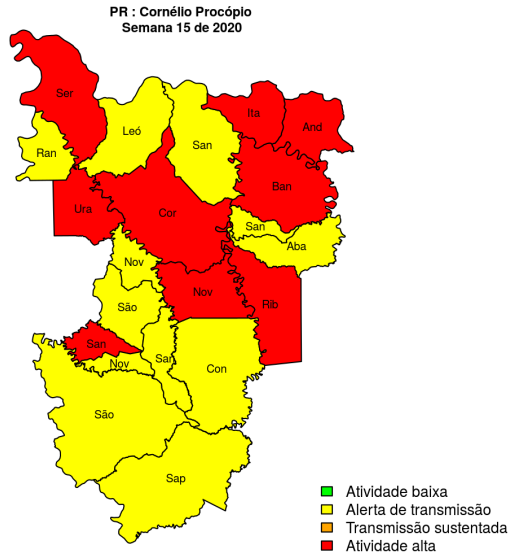 PR : Cornélio Procópio
Semana 15 de 2020
Ser
Ita
And
Leó
San
Ran
Ban
Ura
Cor
San
Aba
Nov
Nov
Rib
São
San
San
Nov
Con
São
Sap
Atividade baixa
Alerta de transmissão
Transmissão sustentada
Atividade alta